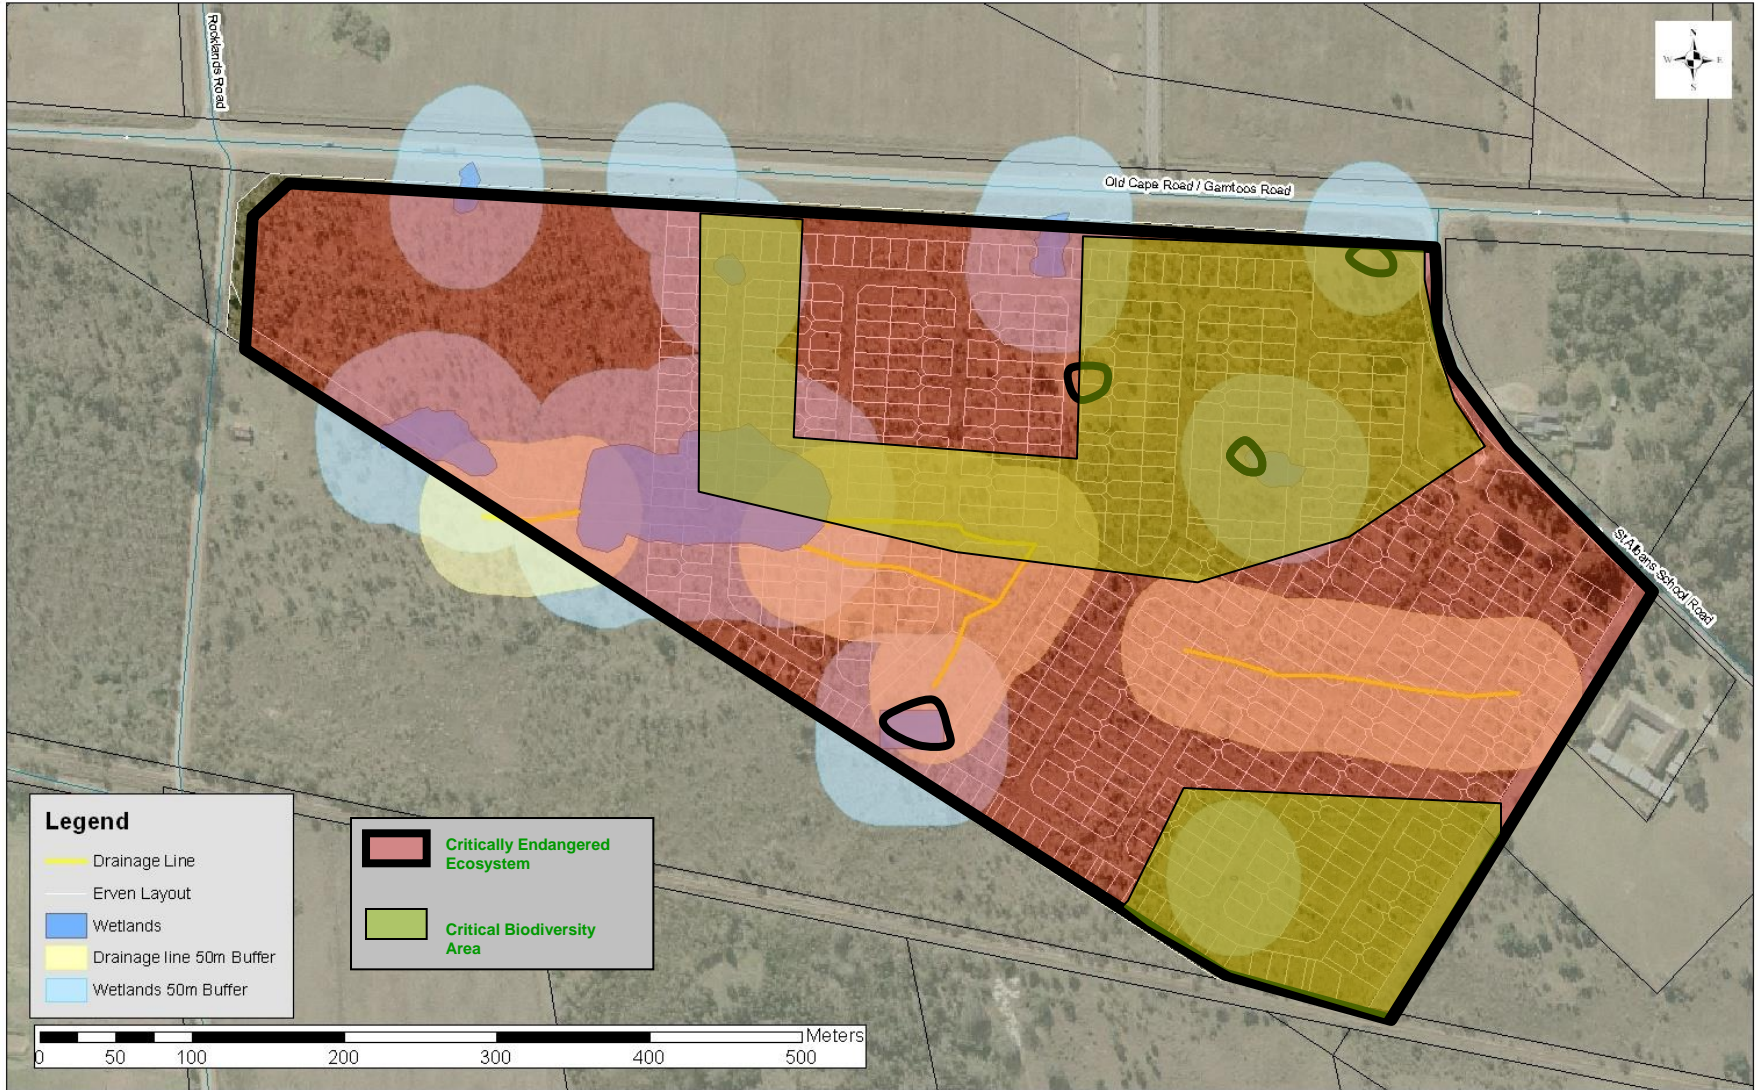 N
W E
S
Rocklands Road
Old Cape Road / Gamtoos Road
St Albans School Road
Legend
Drainage Line
Erven Layout
Wetlands
Drainage line 50m Buffer
Wetlands 50m Buffer
Critically Endangered
Ecosystem
Critical Biodiversity
Area
Meters
0 50 100 200 300 400 500